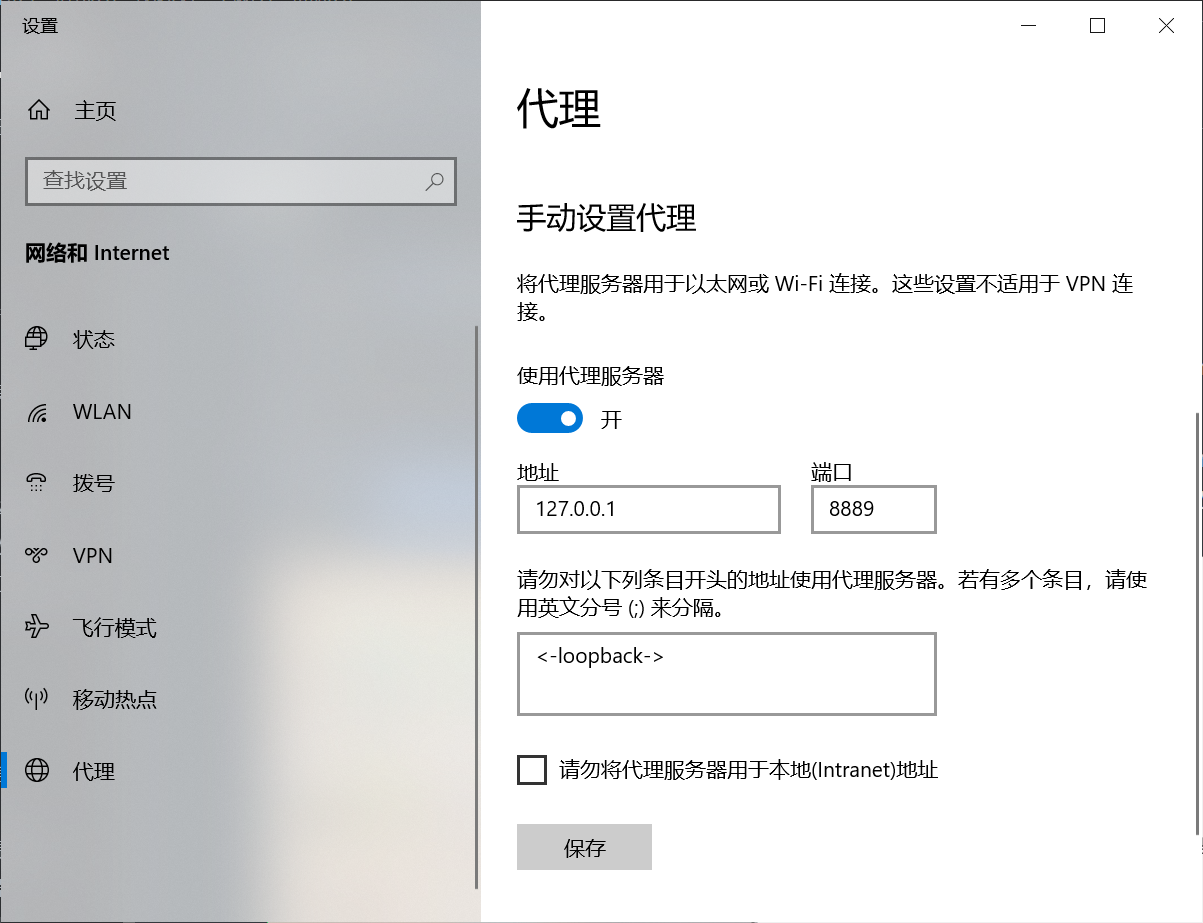 设置
主页
查找设置
网络和 Internet
状态
WLAN
拨号
VPN
飞行模式
移动热点
代理
代理
手动设置代理
将代理服务器用于以太网或 Wi-Fi 连接。这些设置不适用于 VPN 连
接。
使用代理服务器
开
地址
端口
127.0.0.1
8889
请勿对以下列条目开头的地址使用代理服务器。若有多个条目，请使
用英文分号 (;) 来分隔。
<-loopback->
请勿将代理服务器用于本地(Intranet)地址
保存